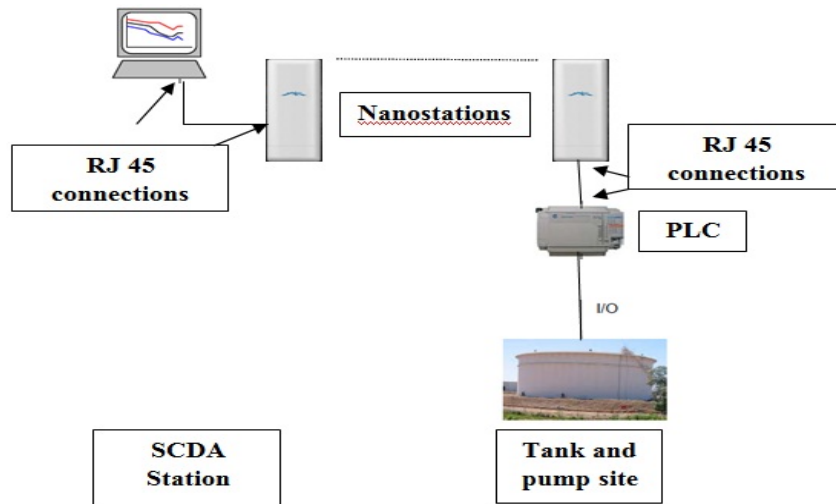 Nanostations
RJ 45
connections
RJ 45
connections
PLC
I/O
SCDA
Station
Tank and
pump site